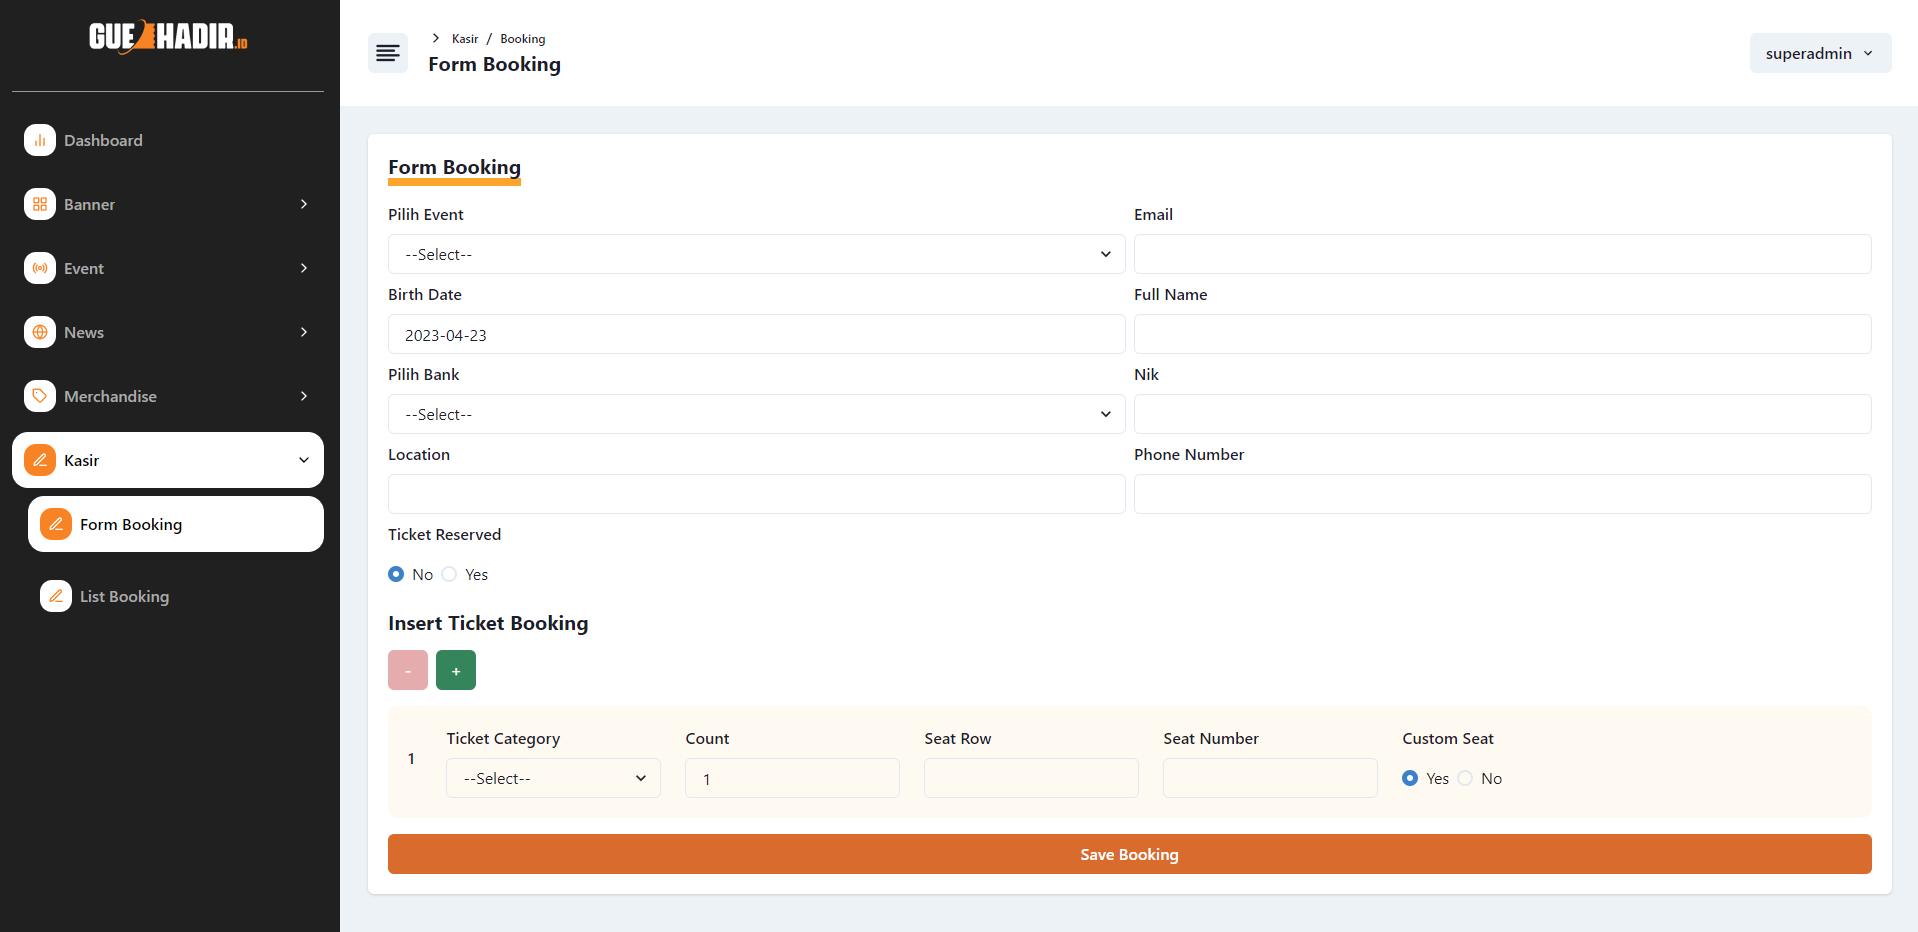 GUE HADIR.ID
Dashboard
Banner
Event
News
Merchandise
Kasir
Form Booking
List Booking
Kasir / Booking
Form Booking
superadmin
Form Booking
Pilih Event
Email
--Select--
Birth Date
Full Name
2023-04-23
Pilih Bank
Nik
--Select--
Location
Phone Number
Ticket Reserved
No Yes
Insert Ticket Booking
- +
Ticket Category Count Seat Row Seat Number Custom Seat
1 --Select-- 1 Yes No
Save Booking